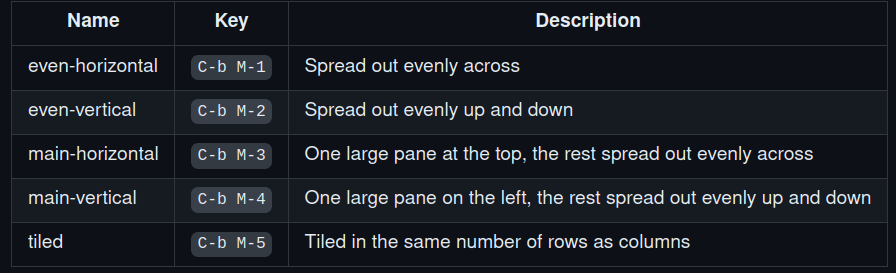 Name Key Description
even-horizontal C-b M-1 Spread out evenly across
even-vertical C-b M-2 Spread out evenly up and down
main-horizontal C-b M-3 One large pane at the top, the rest spread out evenly across
main-vertical C-b M-4 One large pane on the left, the rest spread out evenly up and down
tiled C-b M-5 Tiled in the same number of rows as columns